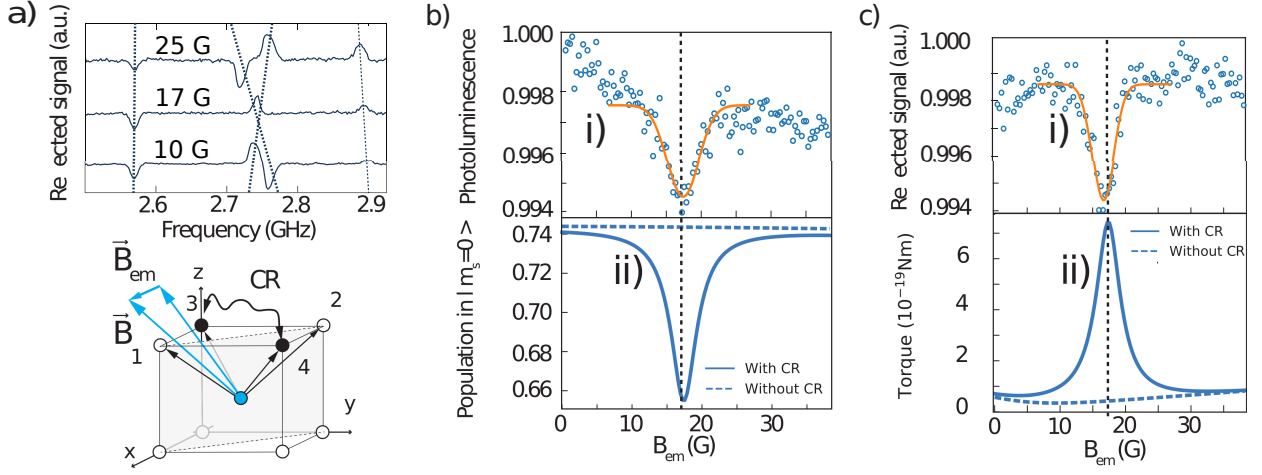 a)
Re ected signal (a.u.)
25 G
17 G
10 G
2.6
2.7
2.8
2.9
Frequency (GHz)
B em
B
z
CR
3
2
1
4
y
x
b)
Photoluminescence
1.000
0.998
0.996
0.994
i)
Population in I m s =0 >
0.74
0.72
0.70
0.68
0.66
ii)
With CR
Without CR
0
10
20
30
B em (G)
c)
Re ected signal (a.u.)
1.000
0.998
0.996
0.994
i)
Torque (10⁻¹⁹Nm)
6
4
2
0
ii)
With CR
Without CR
0
10
20
30
B em (G)